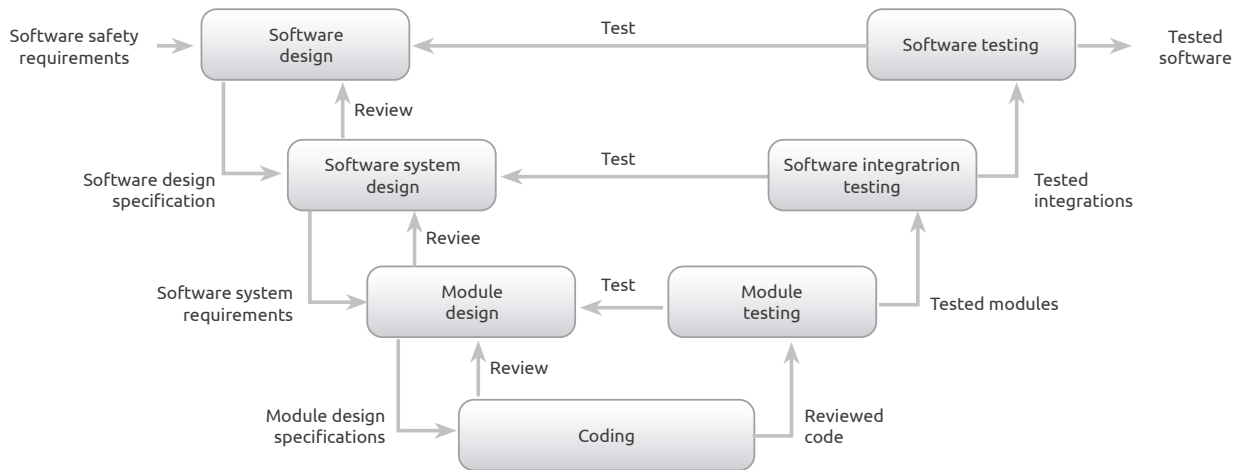 Software safety
requirements
Software
design
Test
Software testing
Tested
software
Review
Software design
specification
Software system
design
Test
Software integratrion
testing
Tested
integrations
Reviee
Software system
requirements
Module
design
Test
Module
testing
Tested modules
Review
Module design
specifications
Coding
Reviewed
code